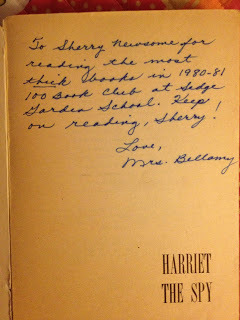 To Sherry Newsome for
reading the most
thick books in 1980-81
100 Book Club at Sedge
Garden School. Keep
on reading, Sherry!
Love,
Mrs. Bellamy
HARRIET
THE SPY